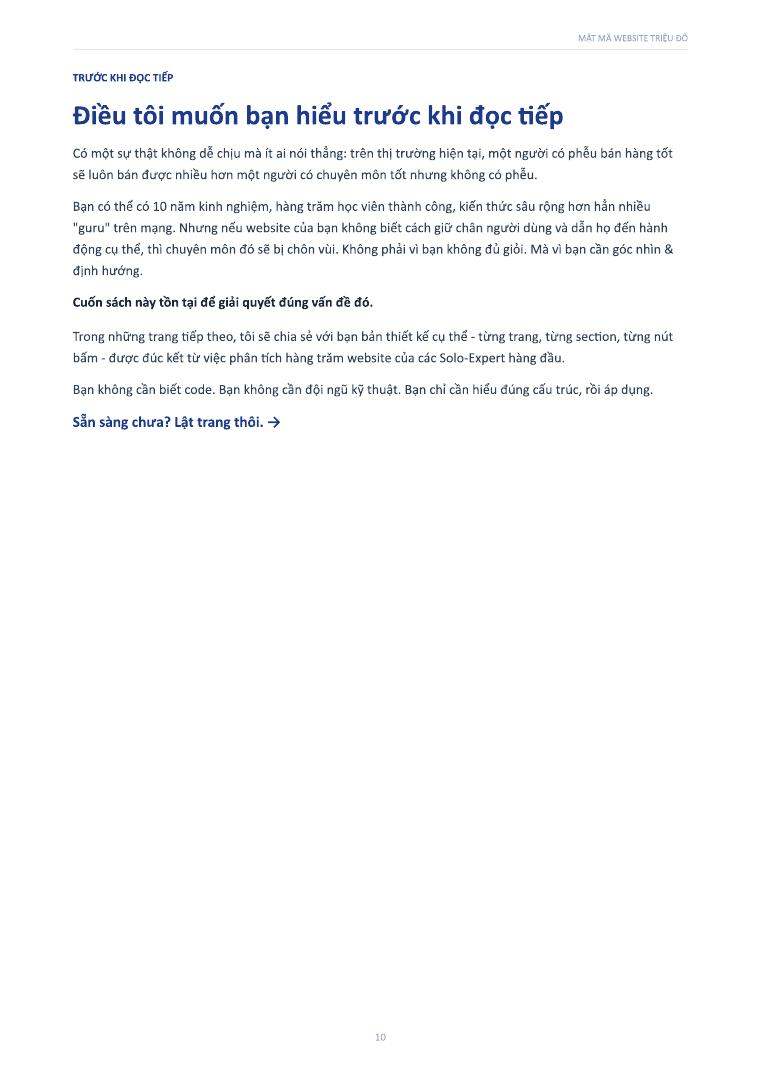 MẬT MÃ WEBSITE TRIỆU ĐÔ
TRƯỚC KHI ĐỌC TIẾP
Điều tôi muốn bạn hiểu trước khi đọc tiếp
Có một sự thật không dễ chịu mà ít ai nói thẳng: trên thị trường hiện tại, một người có phễu bán hàng tốt
sẽ luôn bán được nhiều hơn một người có chuyên môn tốt nhưng không có phễu.
Bạn có thể có 10 năm kinh nghiệm, hàng trăm học viên thành công, kiến thức sâu rộng hơn hẳn nhiều
"guru" trên mạng. Nhưng nếu website của bạn không biết cách giữ chân người dùng và dẫn họ đến hành
động cụ thể, thì chuyên môn đó sẽ bị chôn vùi. Không phải vì bạn không đủ giỏi. Mà vì bạn cần góc nhìn &
định hướng.
Cuốn sách này tồn tại để giải quyết đúng vấn đề đó.
Trong những trang tiếp theo, tôi sẽ chia sẻ với bạn bản thiết kế cụ thể - từng trang, từng section, từng nút
bấm - được đúc kết từ việc phân tích hàng trăm website của các Solo-Expert hàng đầu.
Bạn không cần biết code. Bạn không cần đội ngũ kỹ thuật. Bạn chỉ cần hiểu đúng cấu trúc, rồi áp dụng.
Sẵn sàng chưa? Lật trang thôi. →
10